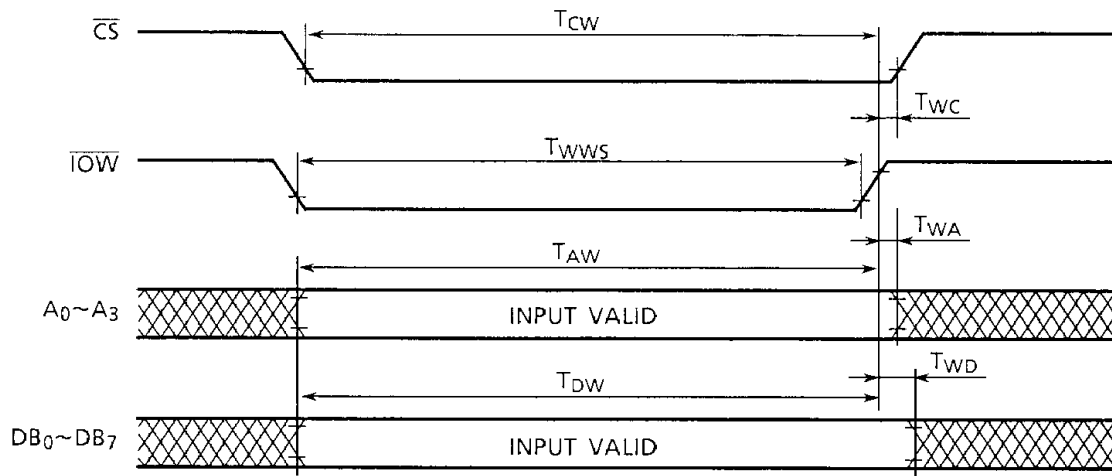 CS
TCW
TWC
IOW
TWWS
TWA
TAW
A0~A3
INPUT VALID
TWD
TDW
DB0~DB7
INPUT VALID